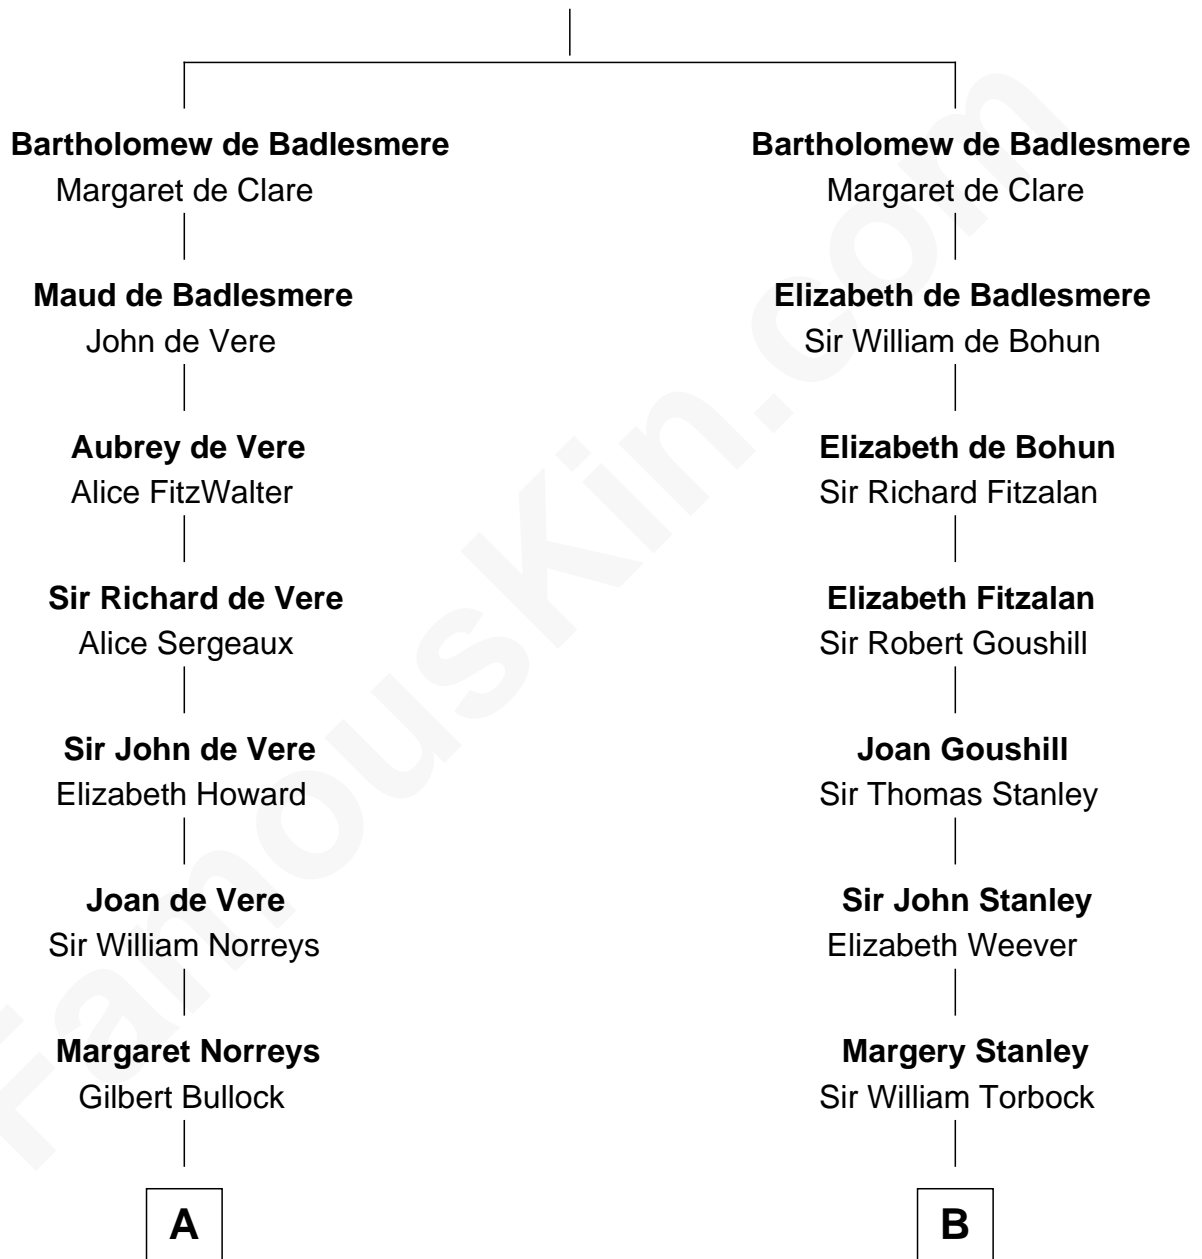 Bartholomew de Badlesmere
Margaret de Clare
Maud de Badlesmere
John de Vere
Aubrey de Vere
Alice FitzWalter
Sir Richard de Vere
Alice Sergeaux
Sir John de Vere
Elizabeth Howard
Joan de Vere
Sir William Norreys
Margaret Norreys
Gilbert Bullock
A
Bartholomew de Badlesmere
Margaret de Clare
Elizabeth de Badlesmere
Sir William de Bohun
Elizabeth de Bohun
Sir Richard Fitzalan
Elizabeth Fitzalan
Sir Robert Goushill
Joan Goushill
Sir Thomas Stanley
Sir John Stanley
Elizabeth Weever
Margery Stanley
Sir William Torbock
B
FamousKin.com